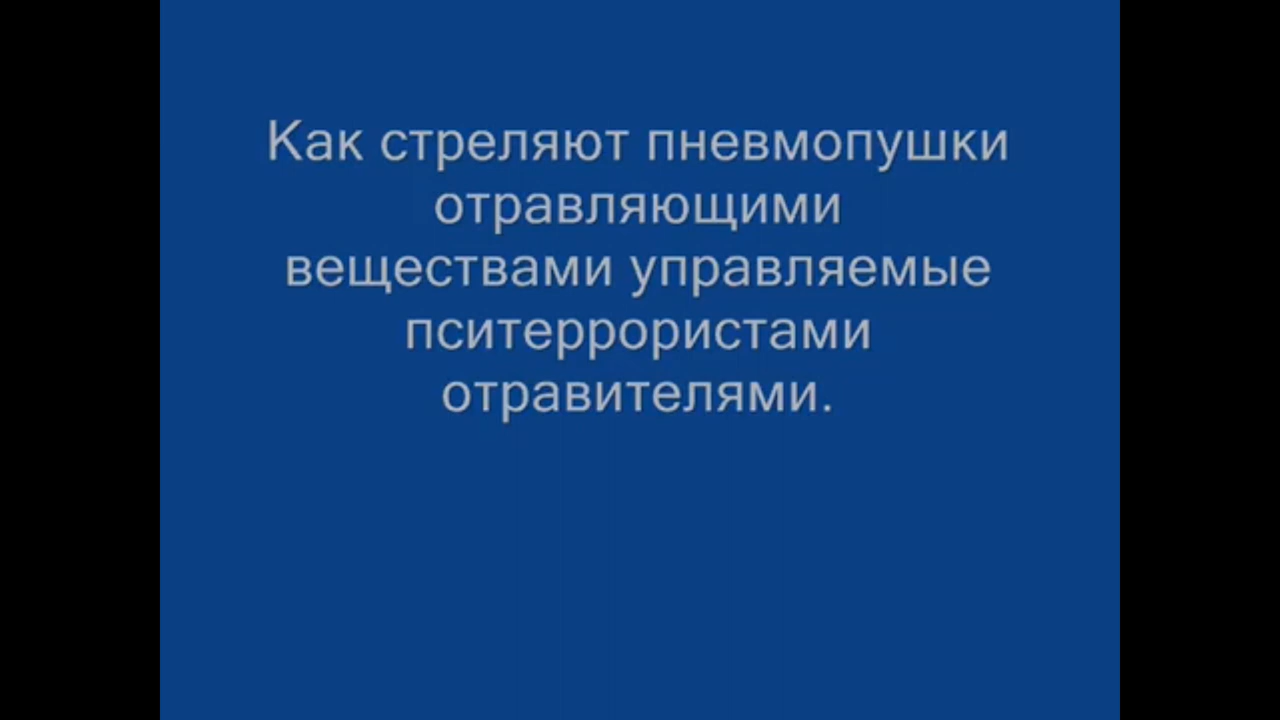 Как стреляют пневмопушки
отравляющими
веществами управляемые
пситеррористами
отравителями.